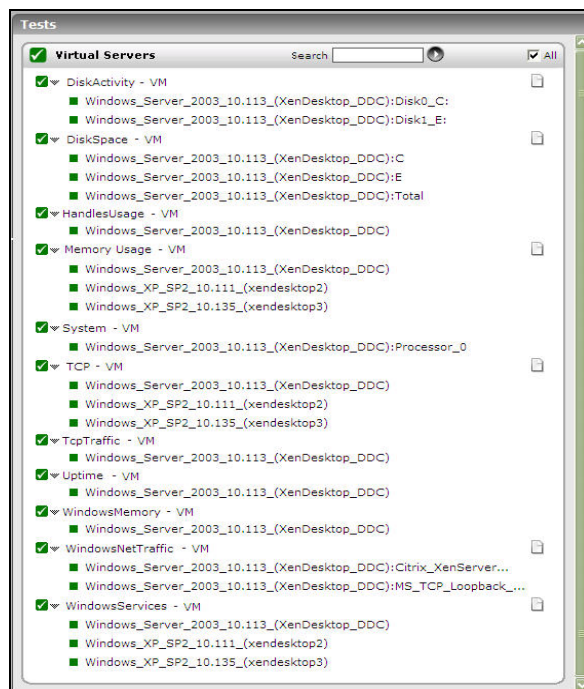 Tests
Virtual Servers Search All
DiskActivity - VM
Windows_Server_2003_10.113_(XenDesktop_DDC):Disk0_C:
Windows_Server_2003_10.113_(XenDesktop_DDC):Disk1_E:
DiskSpace - VM
Windows_Server_2003_10.113_(XenDesktop_DDC):C
Windows_Server_2003_10.113_(XenDesktop_DDC):E
Windows_Server_2003_10.113_(XenDesktop_DDC):Total
HandlesUsage - VM
Windows_Server_2003_10.113_(XenDesktop_DDC)
Memory Usage - VM
Windows_Server_2003_10.113_(XenDesktop_DDC)
Windows_XP_SP2_10.111_(xendesktop2)
Windows_XP_SP2_10.135_(xendesktop3)
System - VM
Windows_Server_2003_10.113_(XenDesktop_DDC):Processor_0
TCP - VM
Windows_Server_2003_10.113_(XenDesktop_DDC)
Windows_XP_SP2_10.111_(xendesktop2)
Windows_XP_SP2_10.135_(xendesktop3)
TcpTraffic - VM
Windows_Server_2003_10.113_(XenDesktop_DDC)
Uptime - VM
Windows_Server_2003_10.113_(XenDesktop_DDC)
WindowsMemory - VM
Windows_Server_2003_10.113_(XenDesktop_DDC)
WindowsNetTraffic - VM
Windows_Server_2003_10.113_(XenDesktop_DDC):Citrix_XenServer...
Windows_Server_2003_10.113_(XenDesktop_DDC):MS_TCP_Loopback_...
WindowsServices - VM
Windows_Server_2003_10.113_(XenDesktop_DDC)
Windows_XP_SP2_10.111_(xendesktop2)
Windows_XP_SP2_10.135_(xendesktop3)